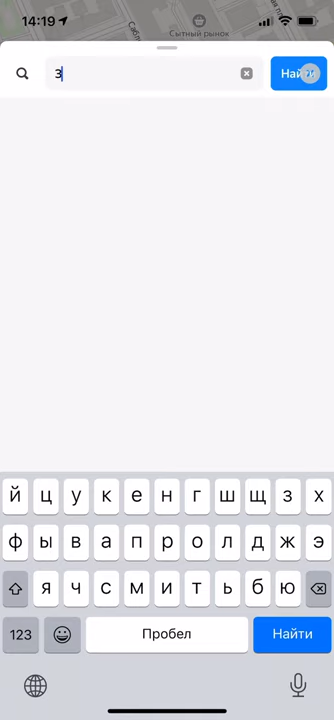 14:19
Сытный рынок
З
Найти
й ц у к е н г ш щ з х
ф ы в а п р о л д ж э
я ч с м и т ь б ю
123 Пробел Найти